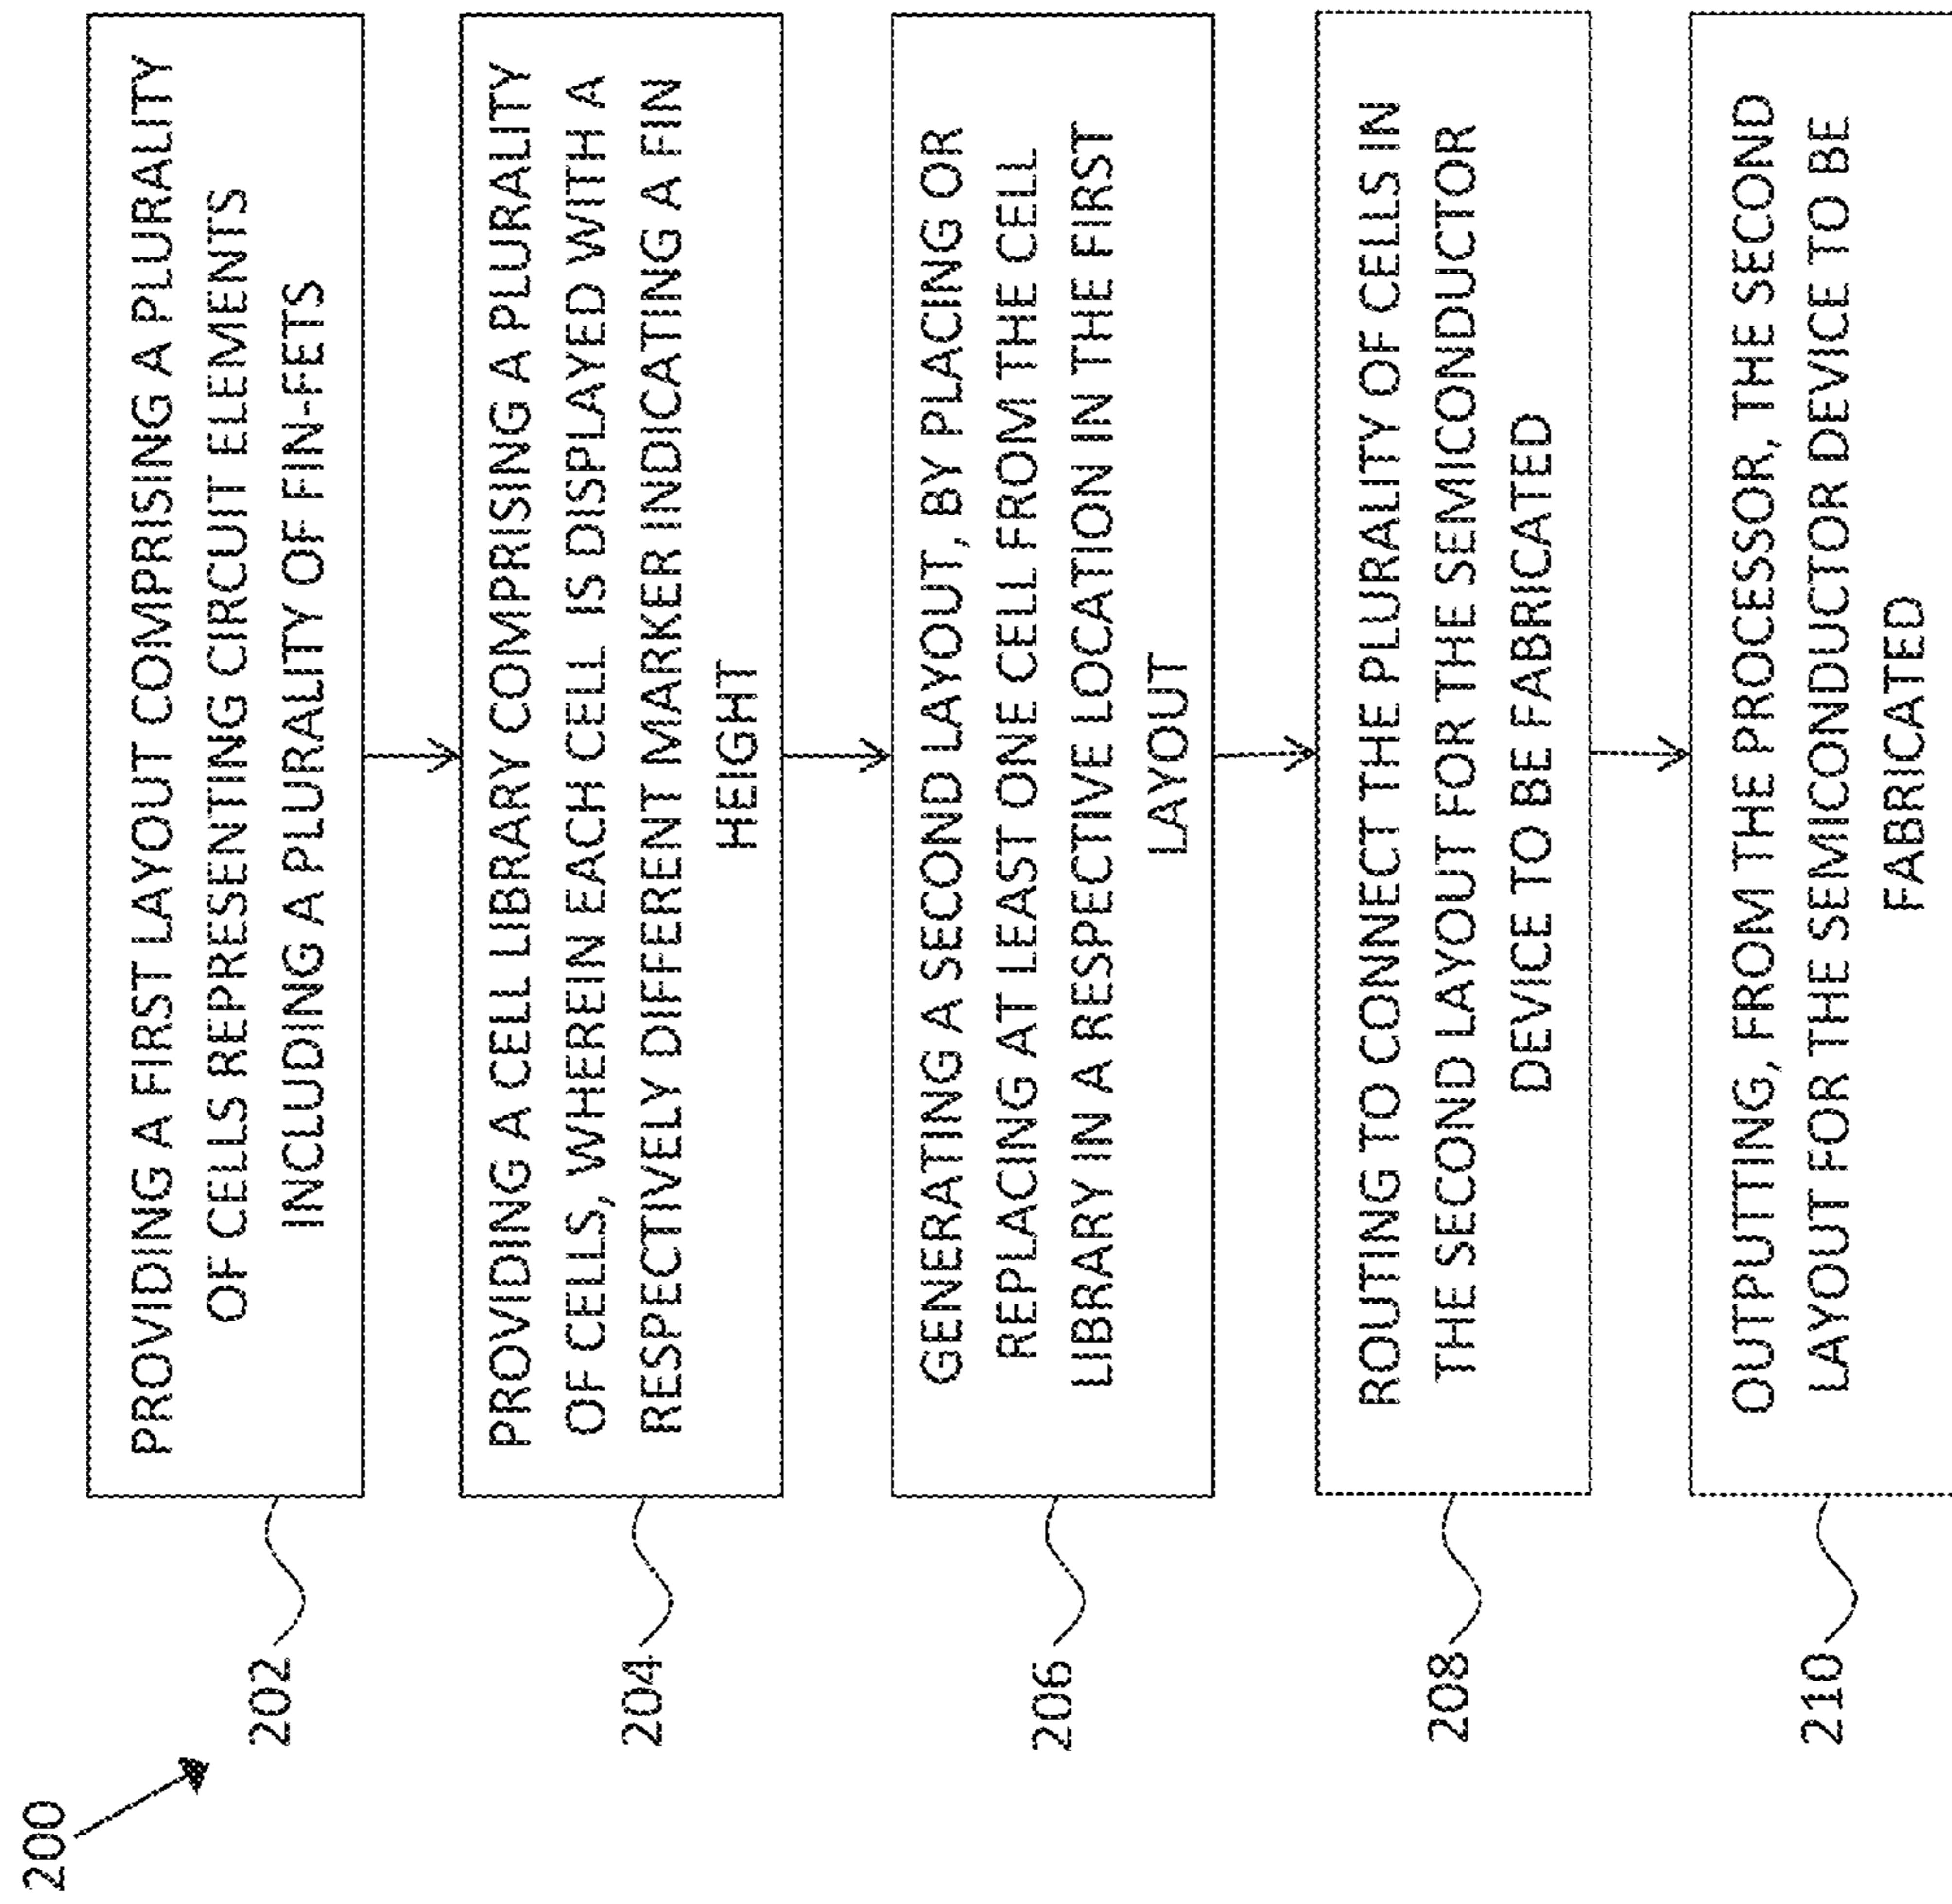 200
202
PROVIDING A FIRST LAYOUT COMPRISING A PLURALITY
OF CELLS REPRESENTING CIRCUIT ELEMENTS
INCLUDING A PLURALITY OF FIN-FETS
204
PROVIDING A CELL LIBRARY COMPRISING A PLURALITY
OF CELLS, WHEREIN EACH CELL IS DISPLAYED WITH A
RESPECTIVELY DIFFERENT MARKER INDICATING A FIN
HEIGHT
206
GENERATING A SECOND LAYOUT, BY PLACING OR
REPLACING AT LEAST ONE CELL FROM THE CELL
LIBRARY IN A RESPECTIVE LOCATION IN THE FIRST
LAYOUT
208
ROUTING TO CONNECT THE PLURALITY OF CELLS IN
THE SECOND LAYOUT FOR THE SEMICONDUCTOR
DEVICE TO BE FABRICATED
210
OUTPUTTING, FROM THE PROCESSOR, THE SECOND
LAYOUT FOR THE SEMICONDUCTOR DEVICE TO BE
FABRICATED